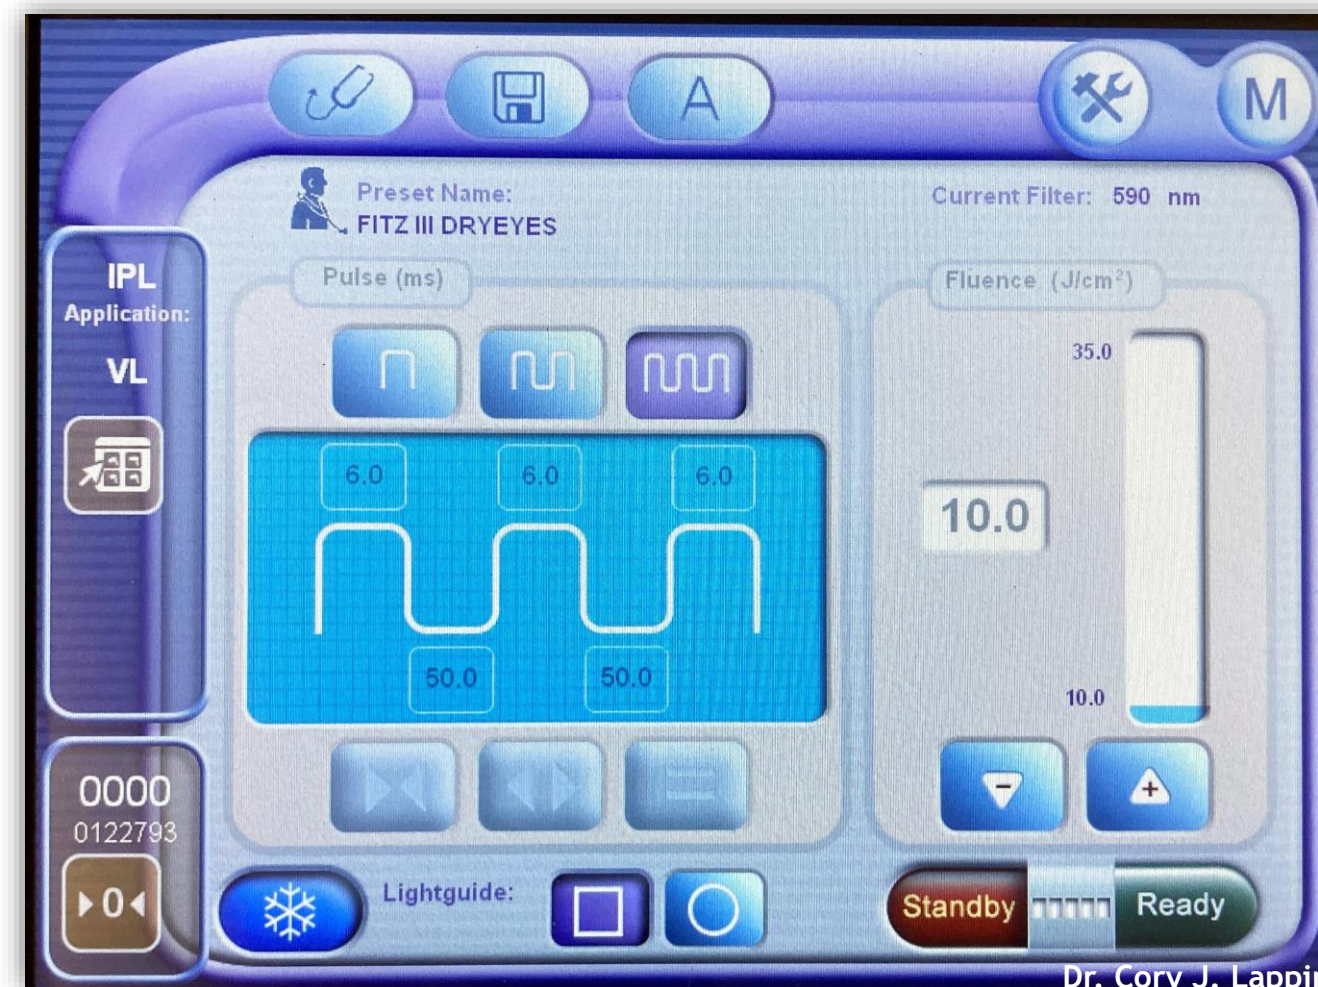 A
M
Preset Name:
FITZ III DRYEYES
Current Filter: 590 nm
IPL
Application:
VL
Pulse (ms)
6.0 6.0 6.0
50.0 50.0
Fluence (J/cm²)
35.0
10.0
10.0
- +
0000
0122793
0
Lightguide:
Standby Ready
Dr. Cory J. Lappin